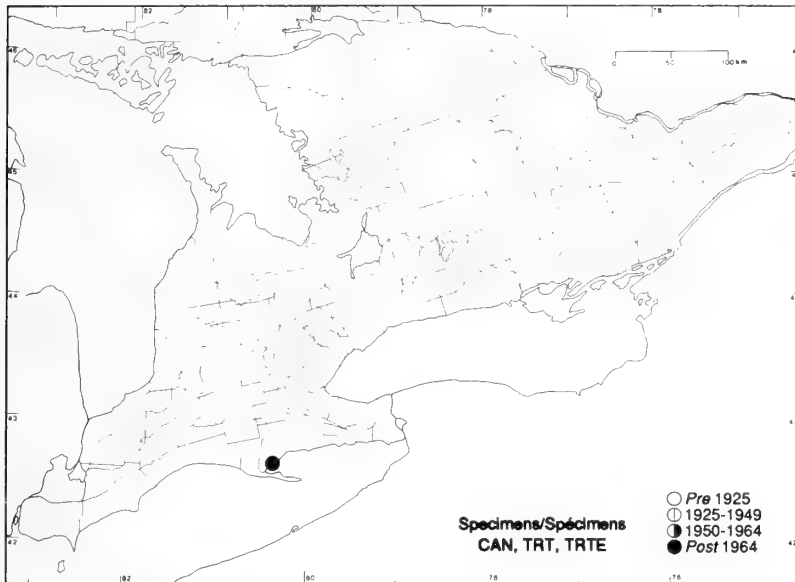 82 80 78 76
46
0 50 100 km
45
44
43
42
Specimens/Spécimens
CAN, TRT, TRTE
Pre 1925
1925-1949
1950-1964
Post 1964
82 80 76